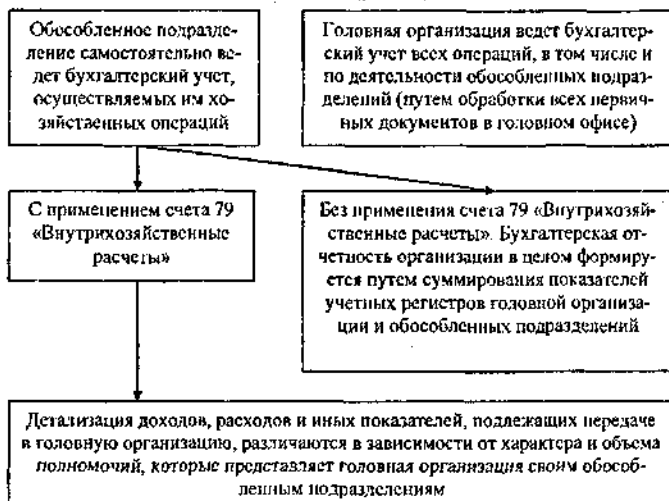 Обособленное подразде-
ление самостоятельно ве-
дет бухгалтерский учет,
осуществляемых им хо-
зяйственных операций
Головная организация ведет бухгалтер-
ский учет всех операций, в том числе и
по деятельности обособленных подраз-
делений (путем обработки всех первич-
ных документов в головном офисе)
С применением счета 79
«Внутрихозяйственные
расчеты»
Без применения счета 79 «Внутрихозяй-
ственные расчеты». Бухгалтерская от-
четность организации в целом формиру-
ется путем суммирования показателей
учетных регистров головной организа-
ции и обособленных подразделений
Детализация доходов, расходов и иных показателей, подлежащих передаче
в головную организацию, различаются в зависимости от характера и объема
полномочий, которые представляет головная организация своим обособ-
ленным подразделениям